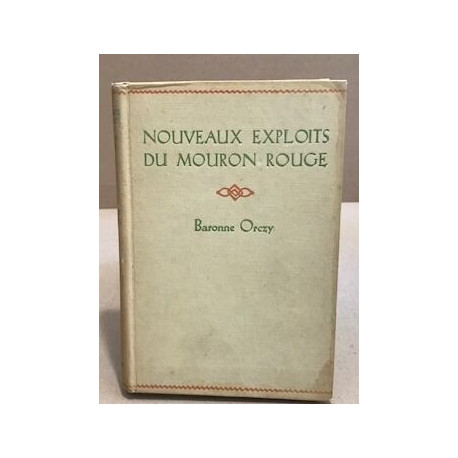 NOUVEAUX EXPLOITS
DU MOURON ROUGE
Baronne Orczy